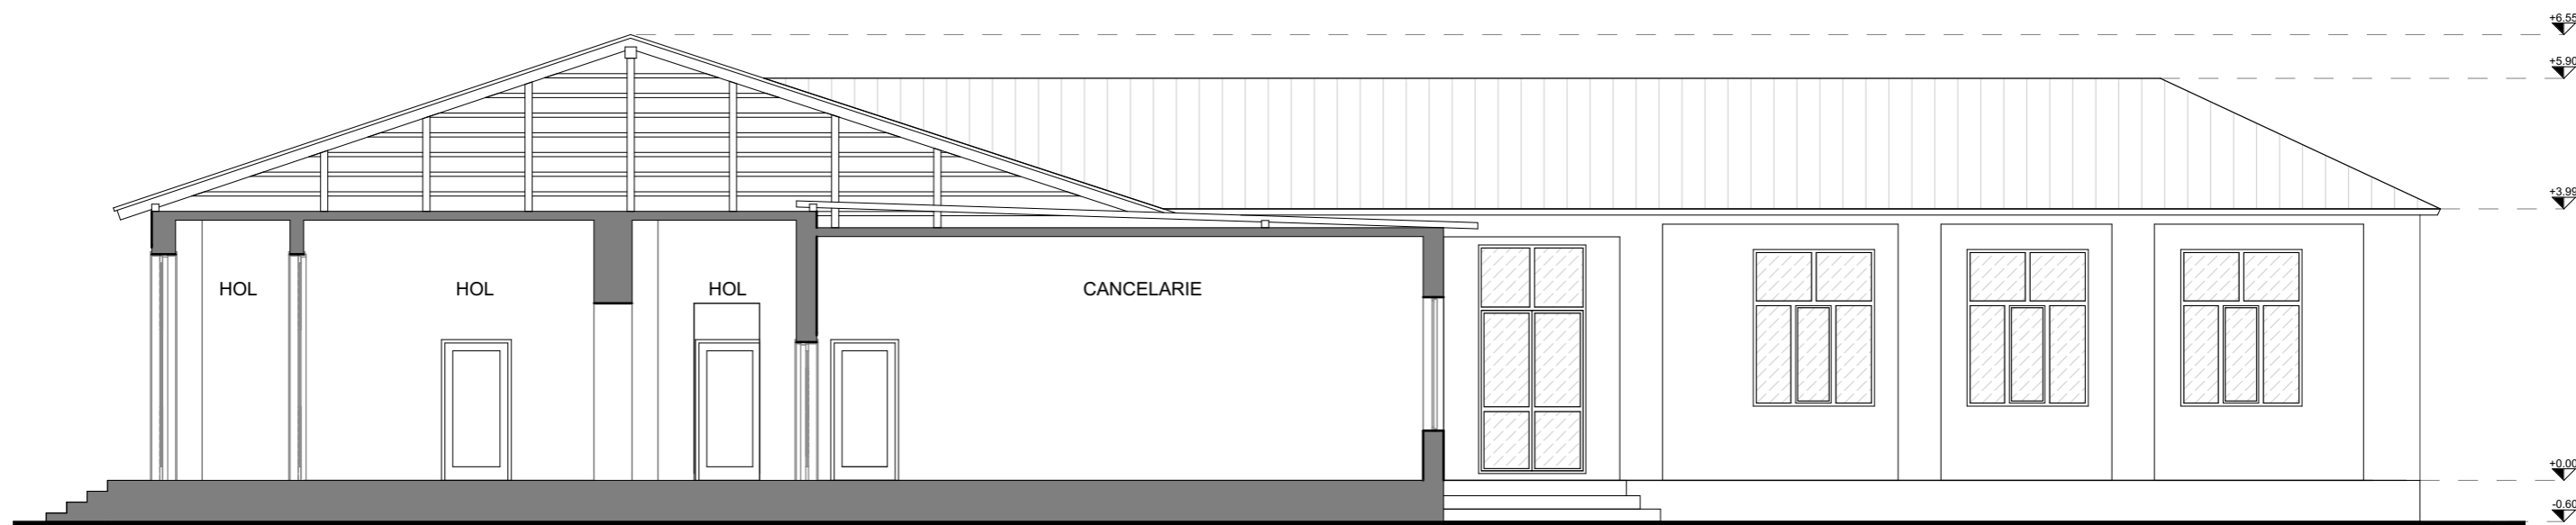 +6.55
+5.90
+3.99
HOL
HOL
HOL
CANCELARIE
+0.00
-0.60